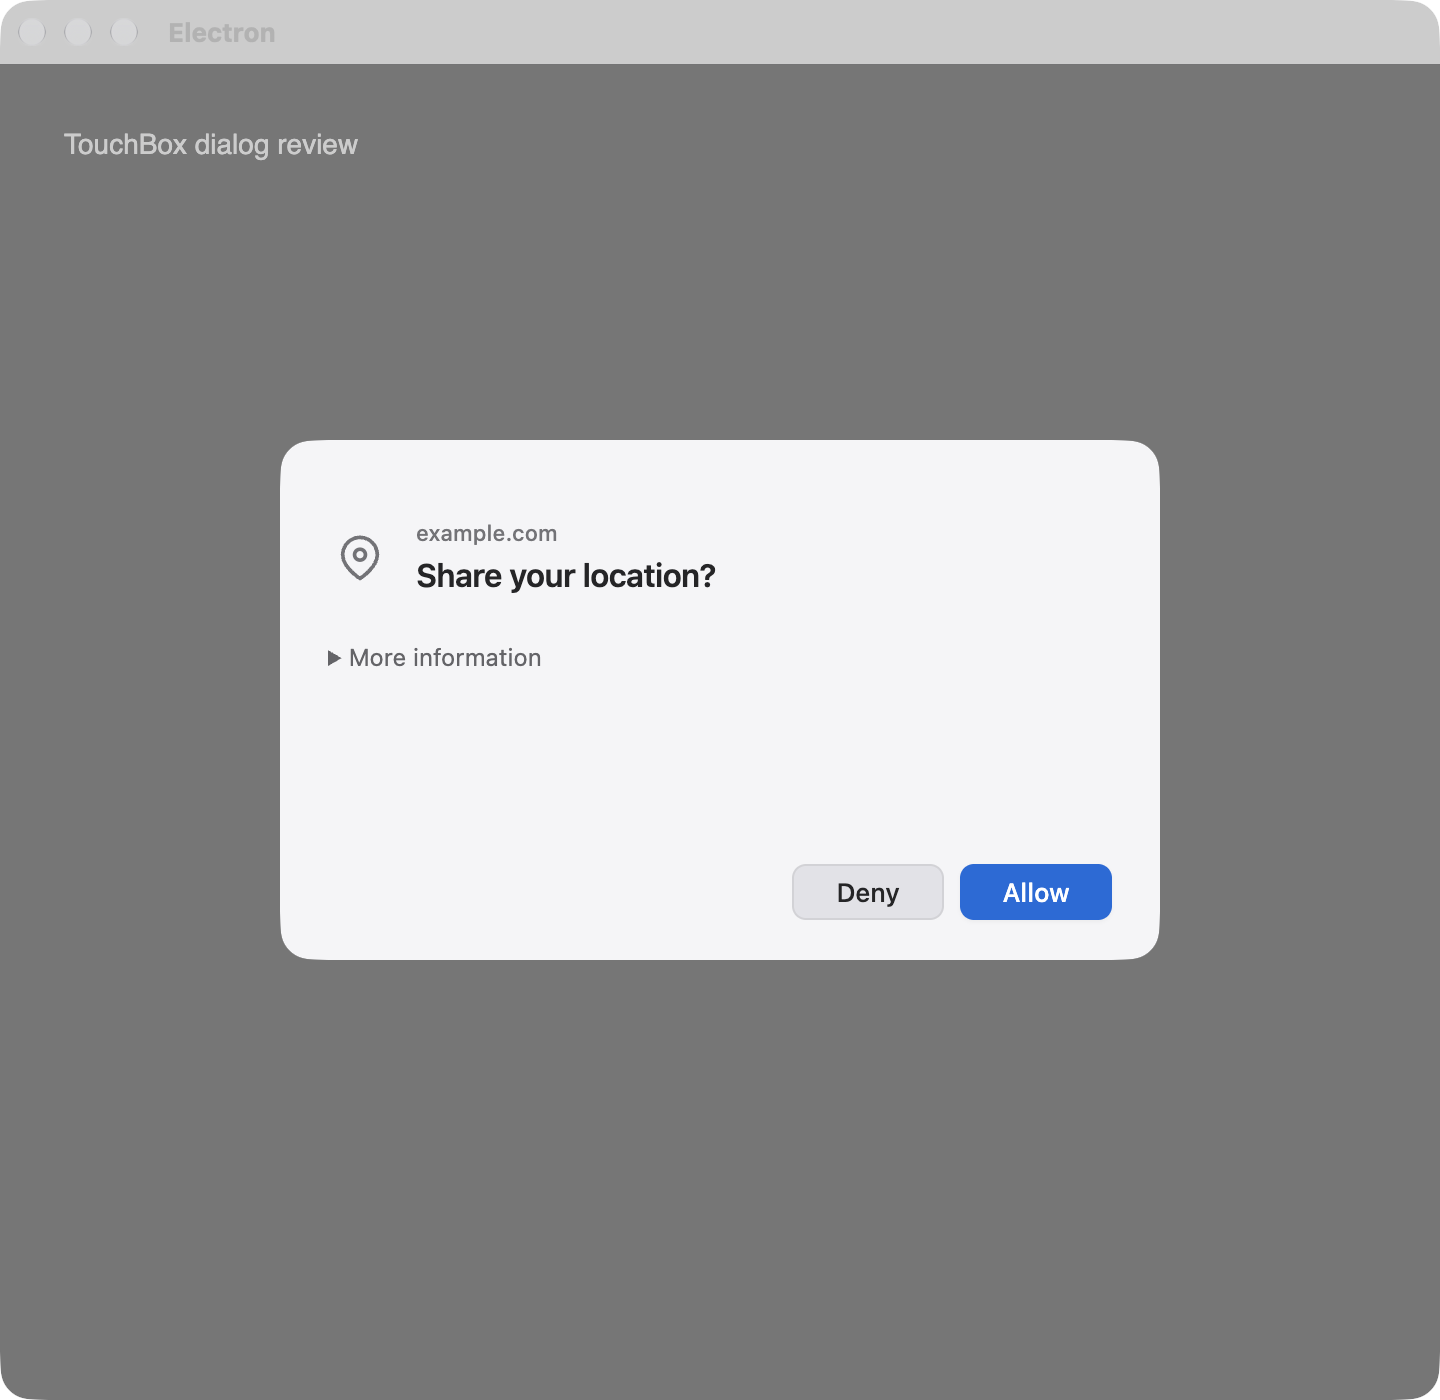 Electron
TouchBox dialog review
example.com
Share your location?
More information
Deny
Allow